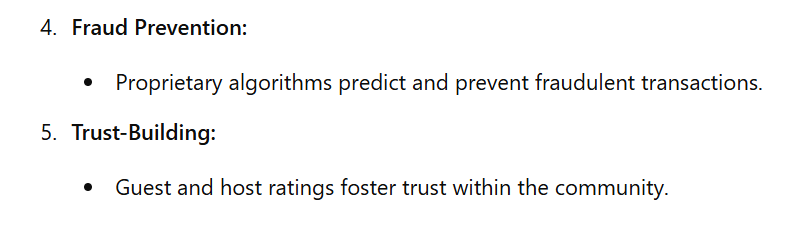 4. Fraud Prevention:
• Proprietary algorithms predict and prevent fraudulent transactions.
5. Trust-Building:
• Guest and host ratings foster trust within the community.